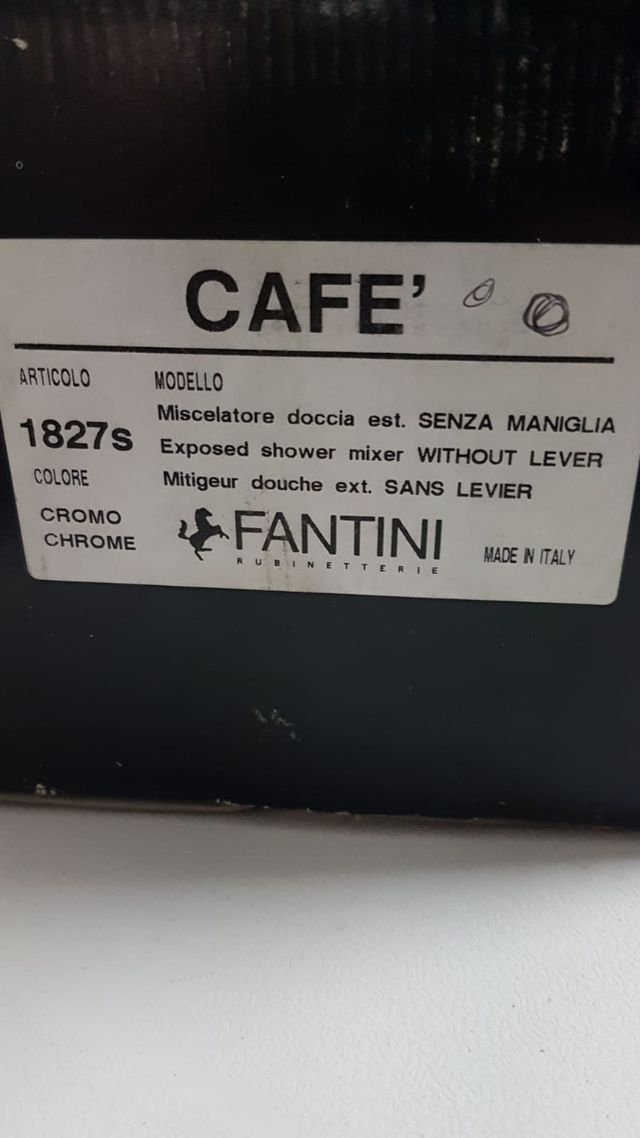 CAFE'
ARTICOLO MODELLO
1827s Miscelatore doccia est. SENZA MANIGLIA
Exposed shower mixer WITHOUT LEVER
COLORE Mitigeur douche ext. SANS LEVIER
CROMO
CHROME
FANTINI
RUBINETTERIE
MADE IN ITALY